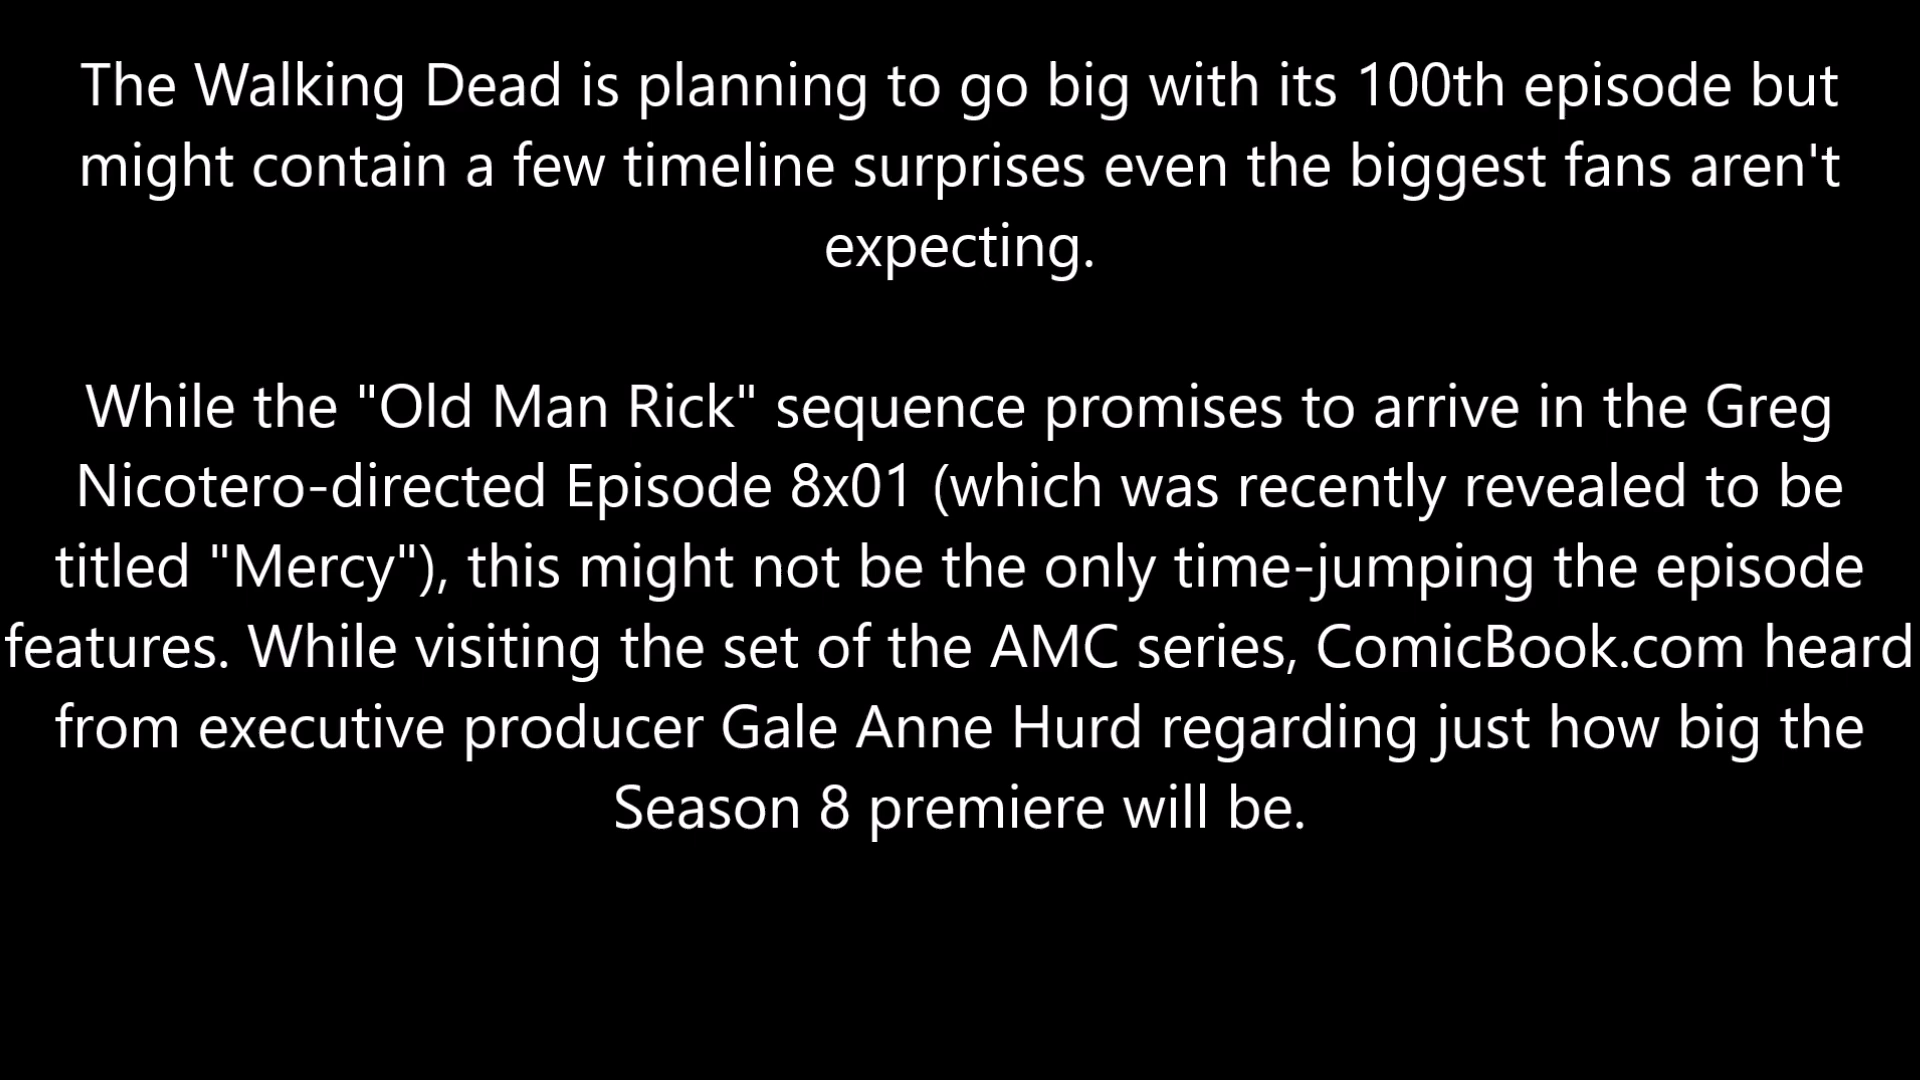 The Walking Dead is planning to go big with its 100th episode but
might contain a few timeline surprises even the biggest fans aren't
expecting.
While the "Old Man Rick" sequence promises to arrive in the Greg
Nicotero-directed Episode 8x01 (which was recently revealed to be
titled "Mercy"), this might not be the only time-jumping the episode
features. While visiting the set of the AMC series, ComicBook.com heard
from executive producer Gale Anne Hurd regarding just how big the
Season 8 premiere will be.